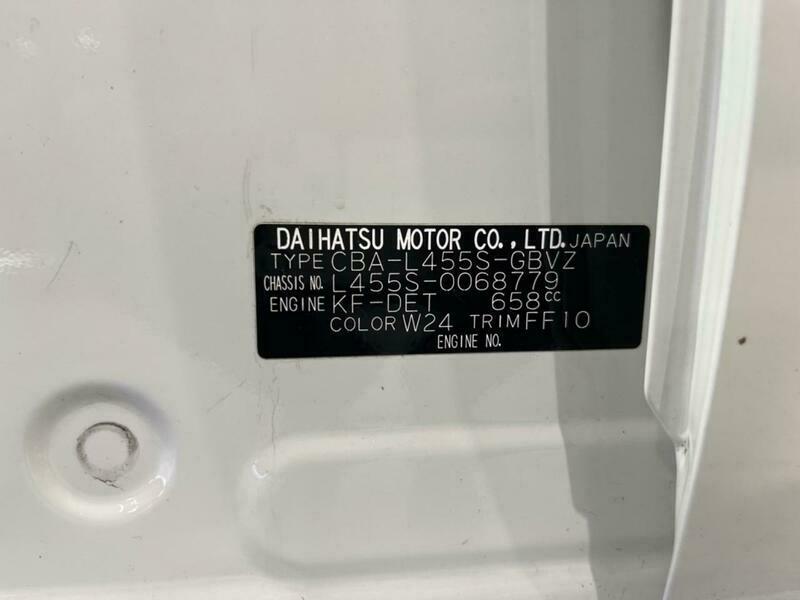 DAIHATSU MOTOR CO., LTD. JAPAN
TYPE CBA-L455S-GBVZ
CHASSIS NO. L455S-0068779
ENGINE KF-DET 658cc
COLOR W24 TRIM FF10
ENGINE NO.